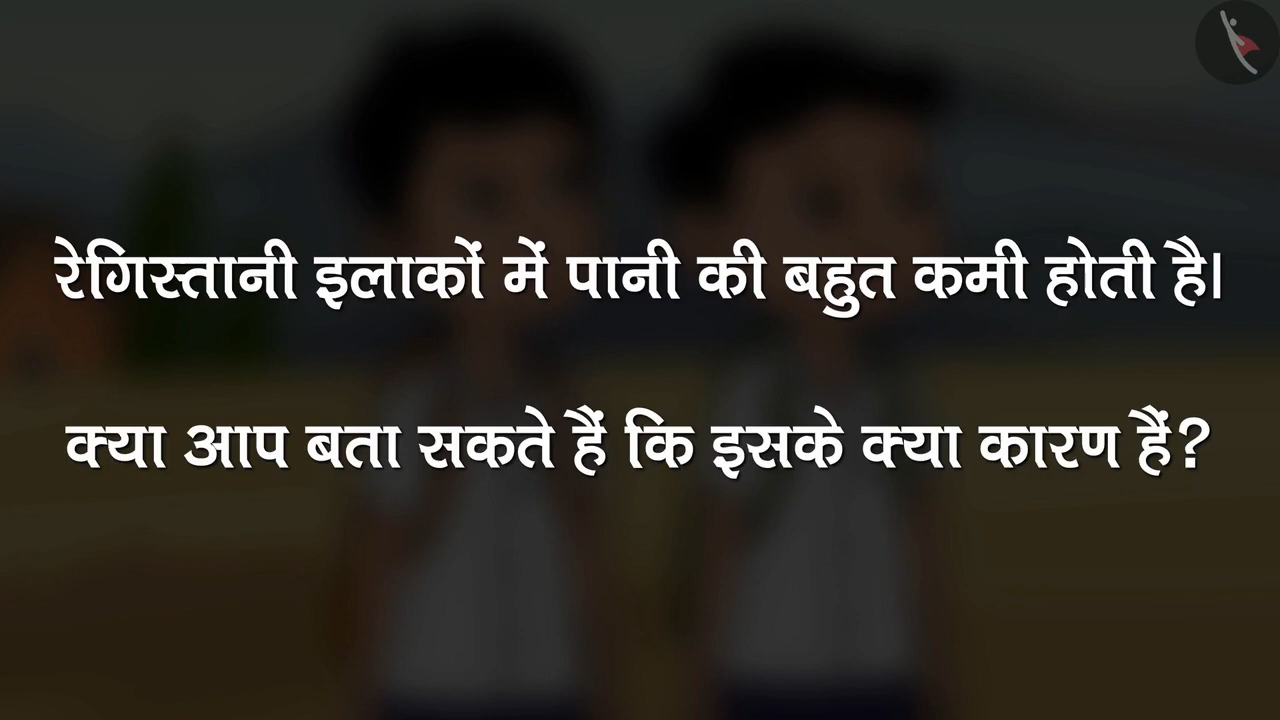 रेगिस्तानी इलाकों में पानी की बहुत कमी होती है।
क्या आप बता सकते हैं कि इसके क्या कारण हैं?